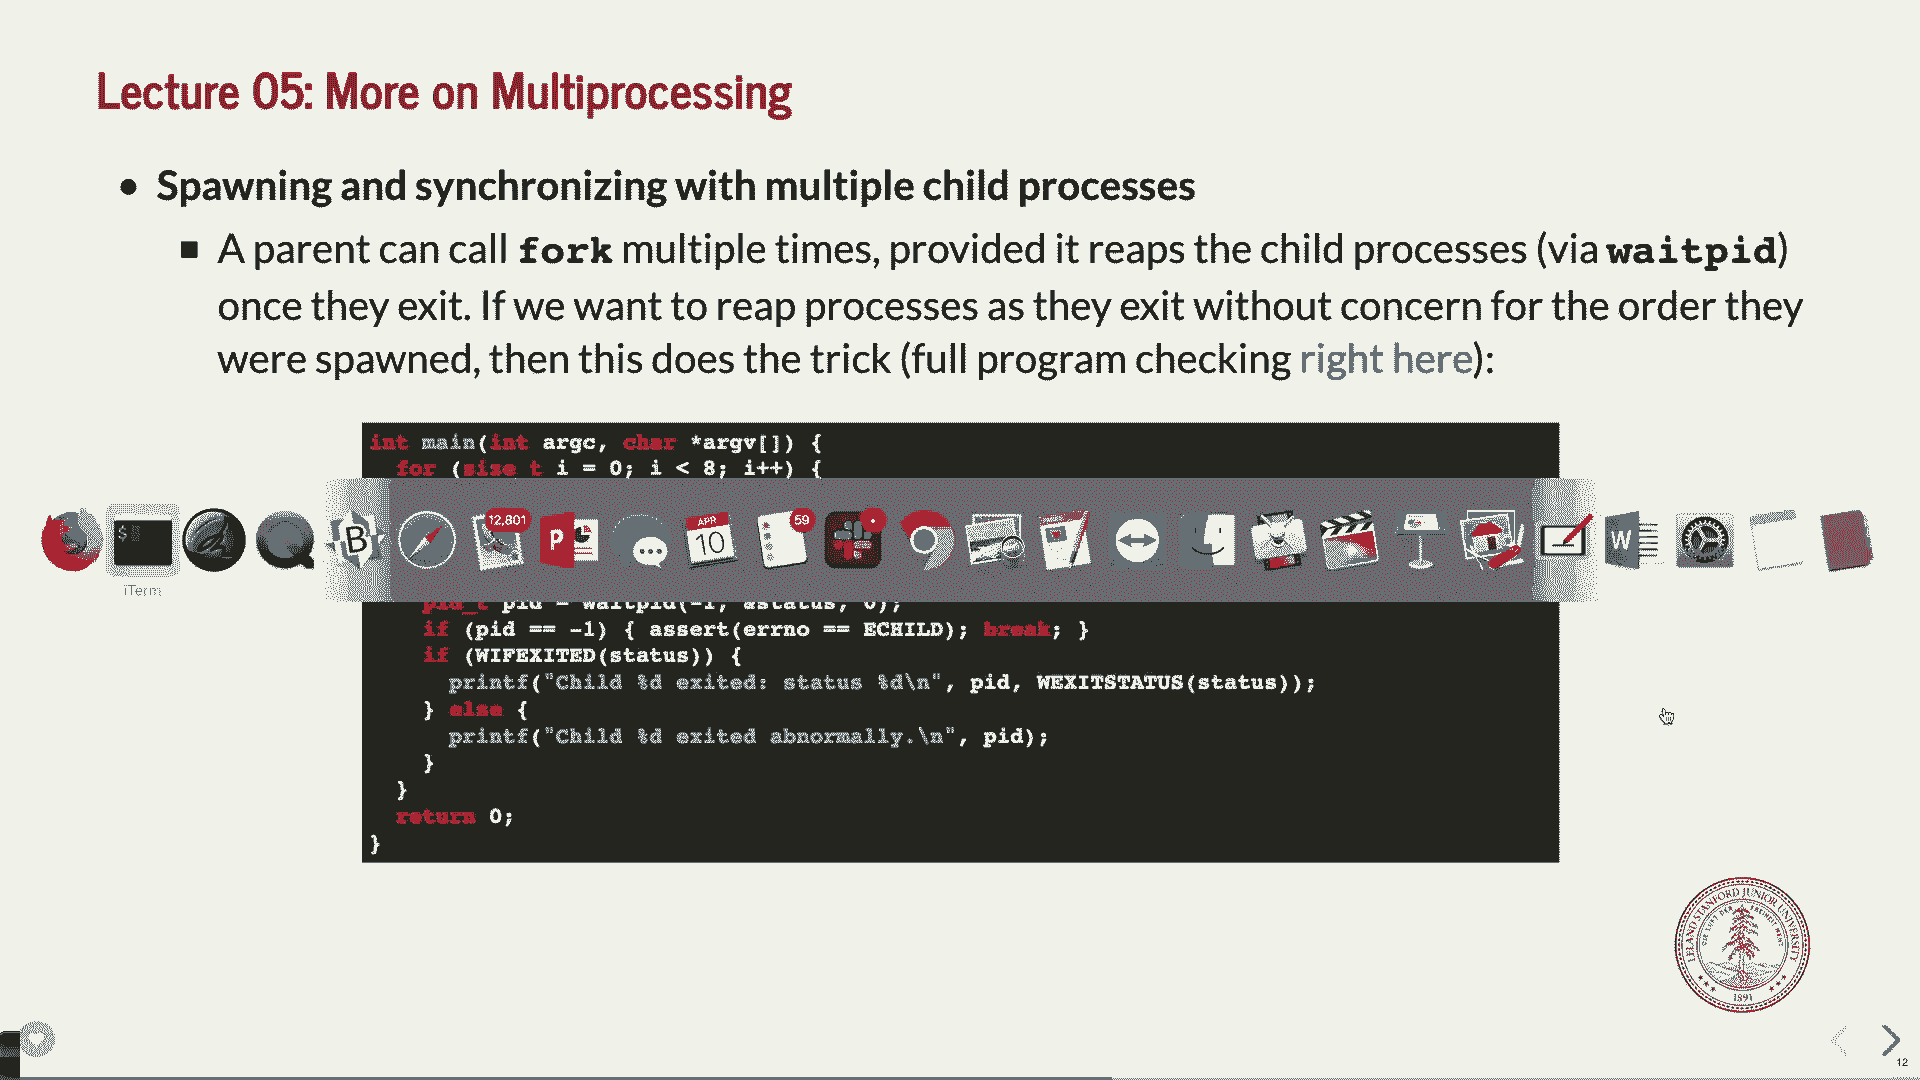 Lecture 05: More on Multiprocessing
• Spawning and synchronizing with multiple child processes
▪ A parent can call fork multiple times, provided it reaps the child processes (via waitpid)
once they exit. If we want to reap processes as they exit without concern for the order they
were spawned, then this does the trick (full program checking right here):
int main(int argc, char *argv[]) {
for (size_t i = 0; i < 8; i++) {
$
B
12,801
P
APR
10
59
W
iTerm
pid_t pid = waitpid(-1, &status, 0);
if (pid == -1) { assert(errno == ECHILD); break; }
if (WIFEXITED(status)) {
printf("Child %d exited: status %d\n", pid, WEXITSTATUS(status));
} else {
printf("Child %d exited abnormally.\n", pid);
}
}
return 0;
}
LELAND STANFORD JUNIOR UNIVERSITY
1891
12